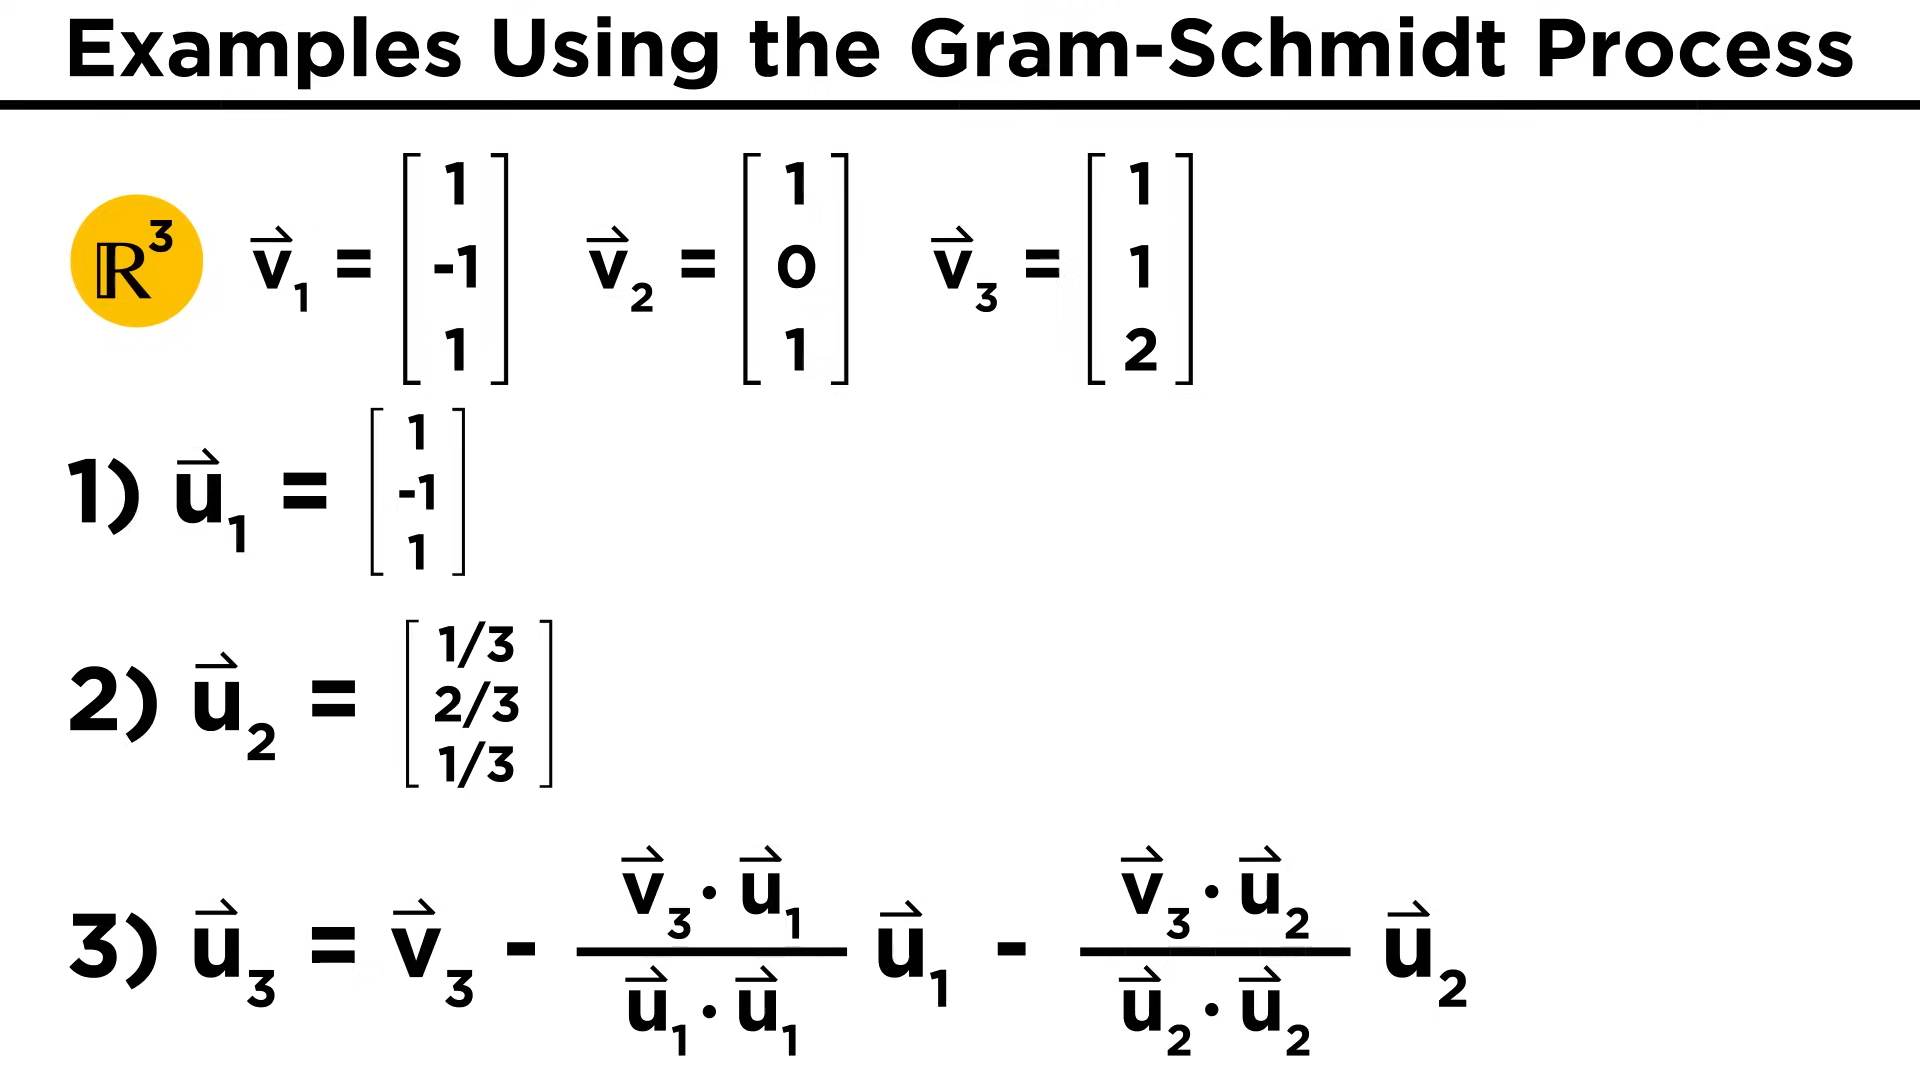 Examples Using the Gram-Schmidt Process
ℝ³ v⃗₁ = [1 -1 1] v⃗₂ = [1 0 1] v⃗₃ = [1 1 2]
1) u⃗₁ = [1 -1 1]
2) u⃗₂ = [1/3 2/3 1/3]
3) u⃗₃ = v⃗₃ - (v⃗₃ · u⃗₁)/(u⃗₁ · u⃗₁) u⃗₁ - (v⃗₃ · u⃗₂)/(u⃗₂ · u⃗₂) u⃗₂